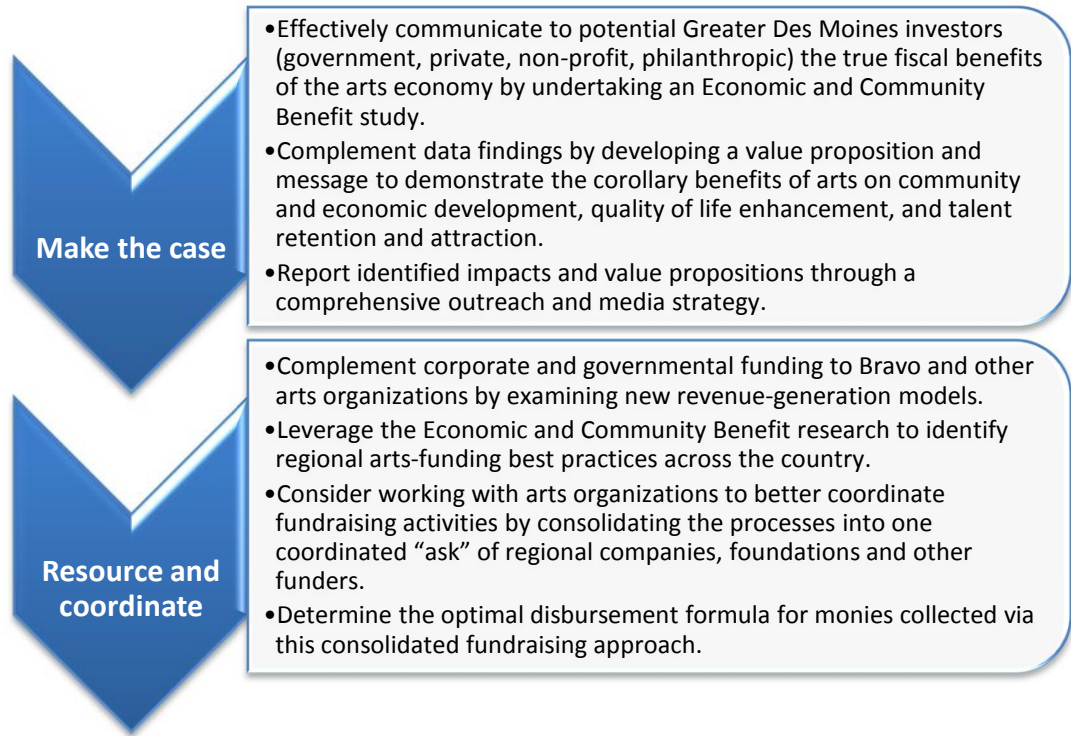 Make the case
•Effectively communicate to potential Greater Des Moines investors
(government, private, non-profit, philanthropic) the true fiscal benefits
of the arts economy by undertaking an Economic and Community
Benefit study.
•Complement data findings by developing a value proposition and
message to demonstrate the corollary benefits of arts on community
and economic development, quality of life enhancement, and talent
retention and attraction.
•Report identified impacts and value propositions through a
comprehensive outreach and media strategy.
Resource and
coordinate
•Complement corporate and governmental funding to Bravo and other
arts organizations by examining new revenue-generation models.
•Leverage the Economic and Community Benefit research to identify
regional arts-funding best practices across the country.
•Consider working with arts organizations to better coordinate
fundraising activities by consolidating the processes into one
coordinated “ask” of regional companies, foundations and other
funders.
•Determine the optimal disbursement formula for monies collected via
this consolidated fundraising approach.